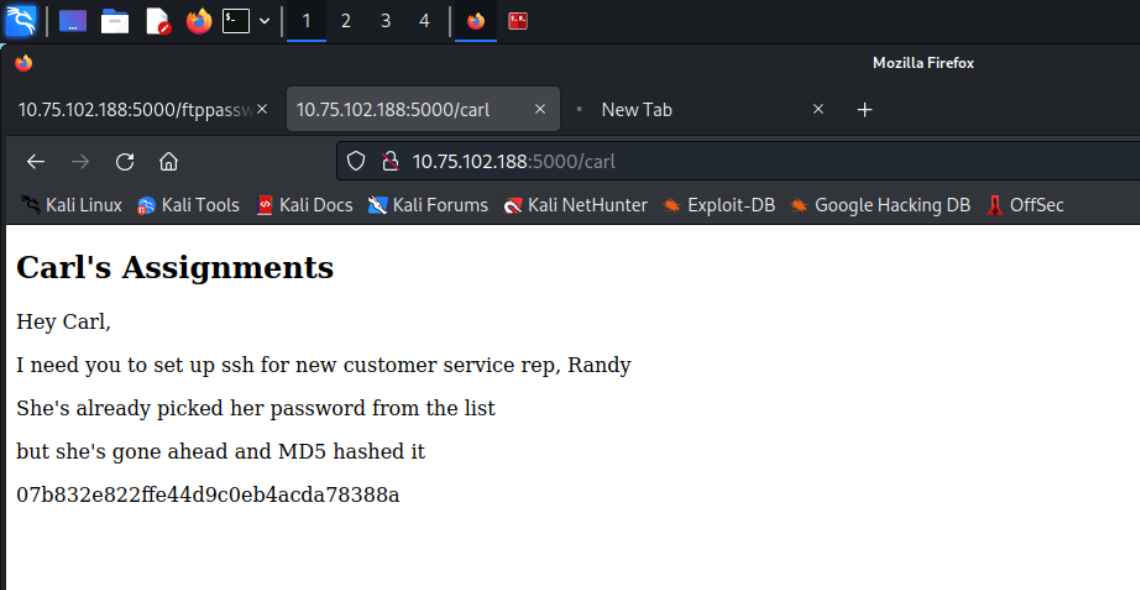 1 2 3 4
Mozilla Firefox
10.75.102.188:5000/ftppassw 10.75.102.188:5000/carl New Tab
10.75.102.188:5000/carl
Kali Linux Kali Tools Kali Docs Kali Forums Kali NetHunter Exploit-DB Google Hacking DB OffSec
Carl's Assignments
Hey Carl,
I need you to set up ssh for new customer service rep, Randy
She's already picked her password from the list
but she's gone ahead and MD5 hashed it
07b832e822ffe44d9c0eb4acda78388a